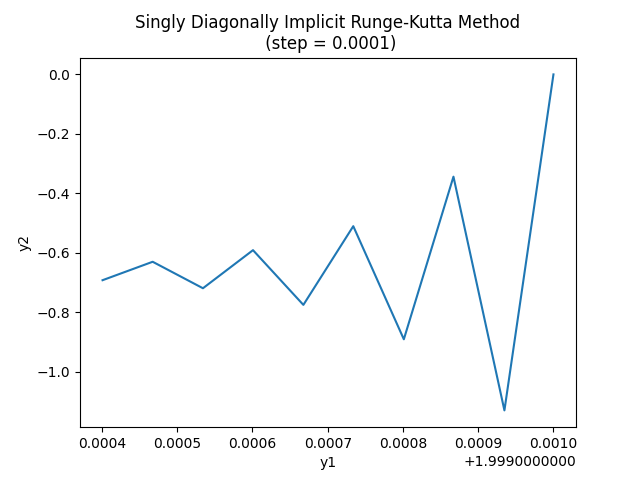 Singly Diagonally Implicit Runge-Kutta Method
(step = 0.0001)
0.0
−0.2
−0.4
−0.6
−0.8
−1.0
y2
0.0004 0.0005 0.0006 0.0007 0.0008 0.0009 0.0010
y1
+1.9990000000